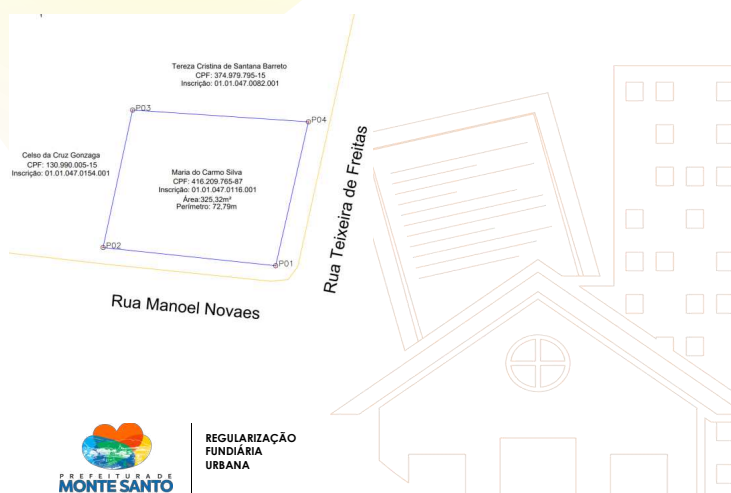 Tereza Cristina de Santana Barreto
CPF: 374.979.795-15
Inscrição: 01.01.047.0082.001
P03
P04
Celso da Cruz Gonzaga
CPF: 130.990.005-15
Inscrição: 01.01.047.0154.001
Maria do Carmo Silva
CPF: 416.209.765-87
Inscrição: 01.01.047.0116.001
Área:325,32m²
Perímetro: 72,79m
Rua Teixeira de Freitas
P02
P01
Rua Manoel Novaes
REGULARIZAÇÃO
FUNDIÁRIA
URBANA
PREFEITURA DE
MONTE SANTO